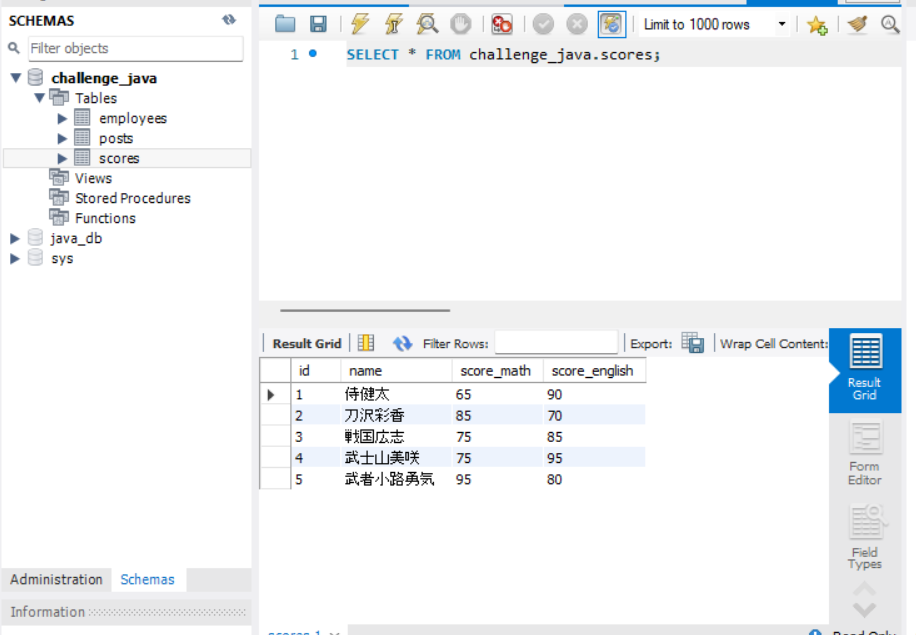 SCHEMAS
Filter objects
challenge_java
Tables
employees
posts
scores
Views
Stored Procedures
Functions
java_db
sys
Administration Schemas
Information
Limit to 1000 rows
1 SELECT * FROM challenge_java.scores;
Result Grid Filter Rows: Export: Wrap Cell Content:
id name score_math score_english
1 侍健太 65 90
2 刀沢彩香 85 70
3 戦国広志 75 85
4 武士山美咲 75 95
5 武者小路勇気 95 80
Result
Grid
Form
Editor
Field
Types
scores 1
Read Only